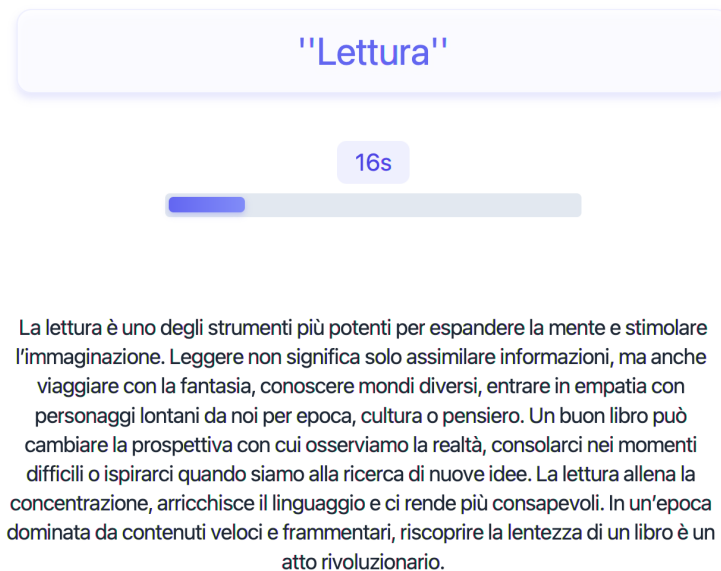 ''Lettura''
16s
La lettura è uno degli strumenti più potenti per espandere la mente e stimolare
l’immaginazione. Leggere non significa solo assimilare informazioni, ma anche
viaggiare con la fantasia, conoscere mondi diversi, entrare in empatia con
personaggi lontani da noi per epoca, cultura o pensiero. Un buon libro può
cambiare la prospettiva con cui osserviamo la realtà, consolarci nei momenti
difficili o ispirarci quando siamo alla ricerca di nuove idee. La lettura allena la
concentrazione, arricchisce il linguaggio e ci rende più consapevoli. In un’epoca
dominata da contenuti veloci e frammentari, riscoprire la lentezza di un libro è un
atto rivoluzionario.